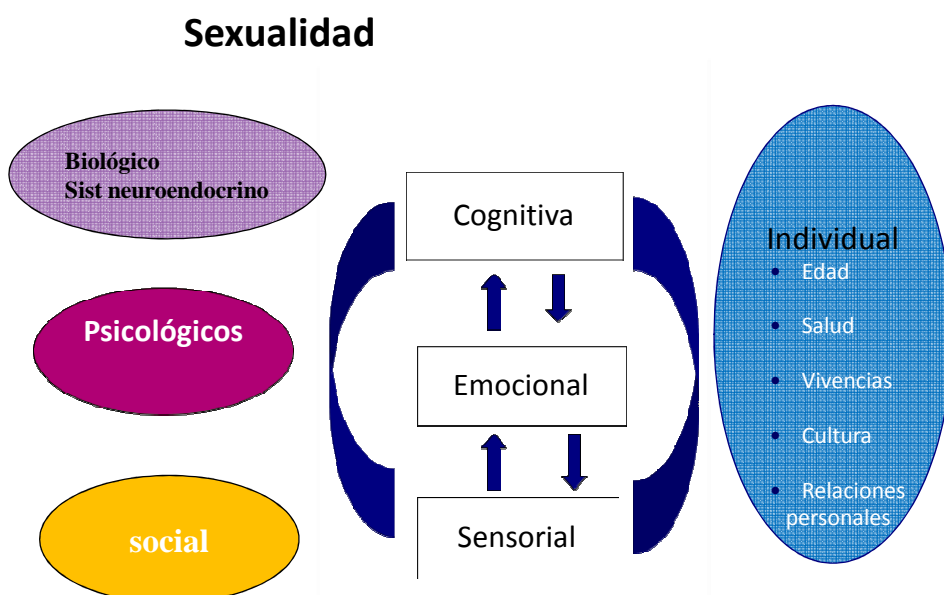 Sexualidad
Biológico
Sist neuroendocrino
Psicológicos
social
Cognitiva
Emocional
Sensorial
Individual
• Edad
• Salud
• Vivencias
• Cultura
• Relaciones
personales